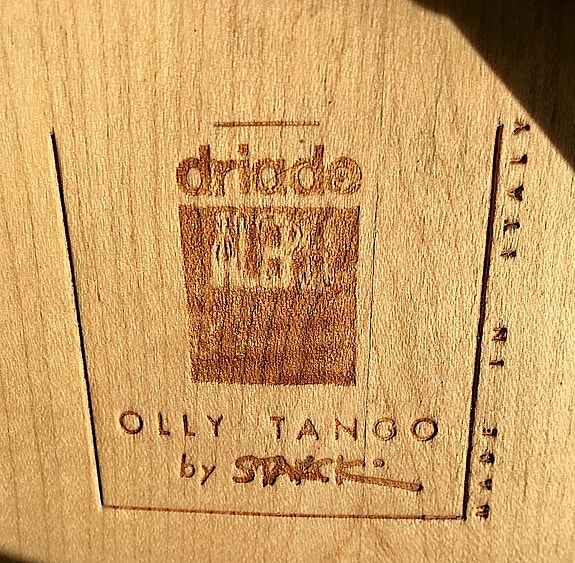 driade
OLLY TANGO
by STARCK
MADE IN ITALY